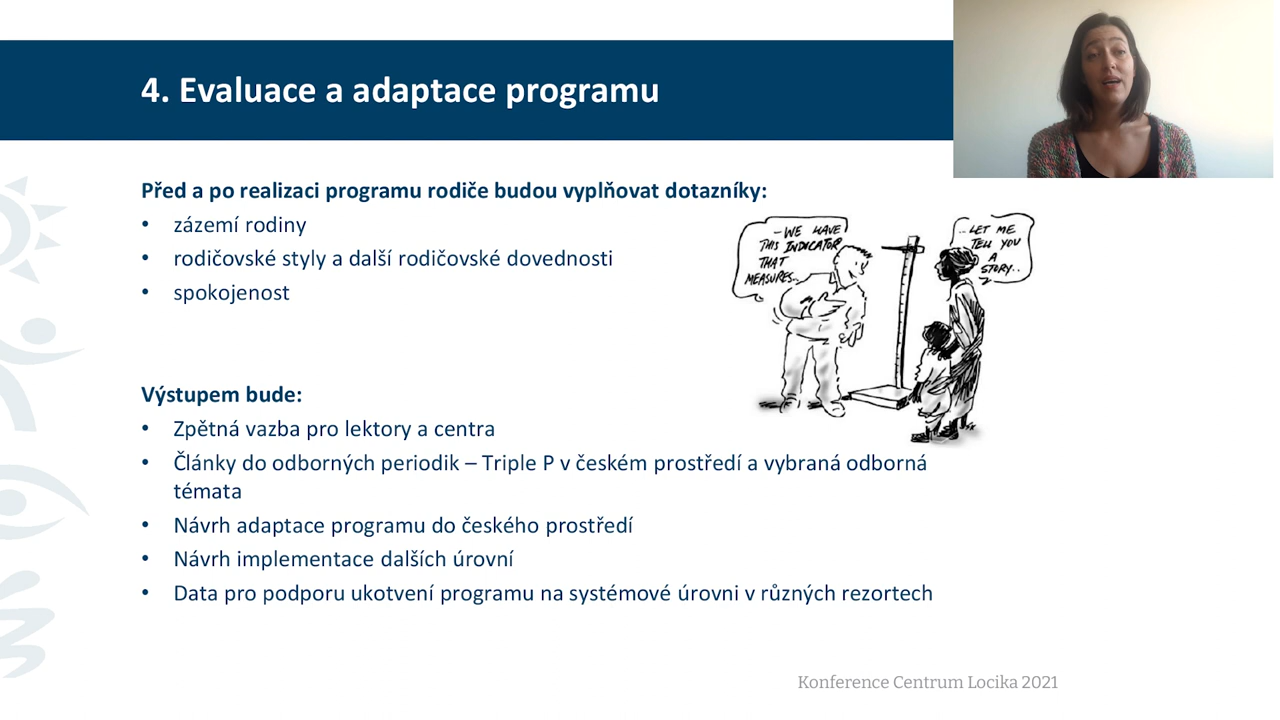 4. Evaluace a adaptace programu
Před a po realizaci programu rodiče budou vyplňovat dotazníky:
• zázemí rodiny
• rodičovské styly a další rodičovské dovednosti
• spokojenost
-WE HAVE
THIS INDICATOR
THAT
MEASURES..
..LET ME
TELL YOU
A
STORY..
Výstupem bude:
• Zpětná vazba pro lektory a centra
• Články do odborných periodik – Triple P v českém prostředí a vybraná odborná
témata
• Návrh adaptace programu do českého prostředí
• Návrh implementace dalších úrovní
• Data pro podporu ukotvení programu na systémové úrovni v různých rezortech
Konference Centrum Locika 2021